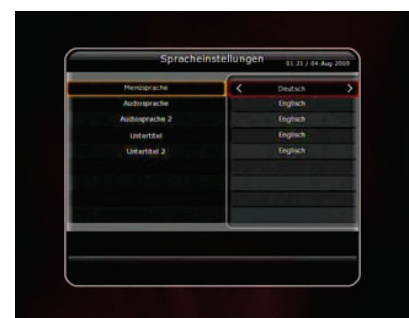 Spracheinstellungen 01:21 / 04-Aug-2009
Menüsprache < Deutsch >
Audiosprache Englisch
Audiosprache 2 Englisch
Untertitel Englisch
Untertitel 2 Englisch